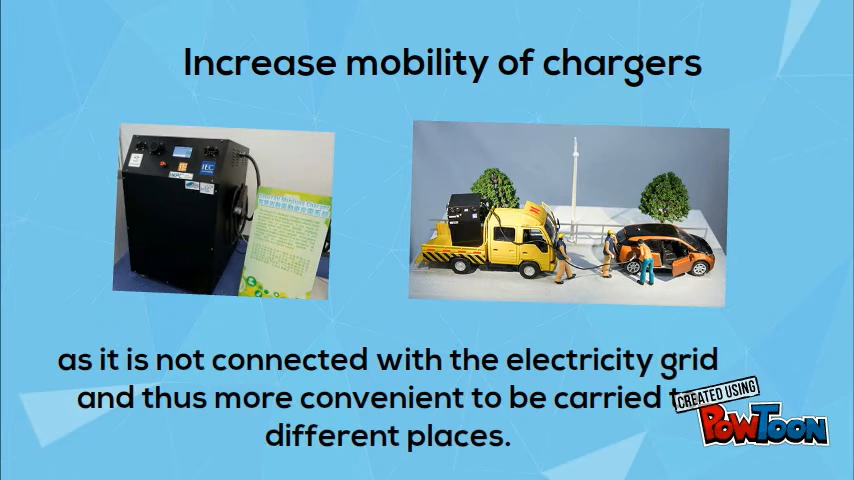 Increase mobility of chargers
IEC
as it is not connected with the electricity grid
and thus more convenient to be carried
different places.
CREATED USING
POWTOON